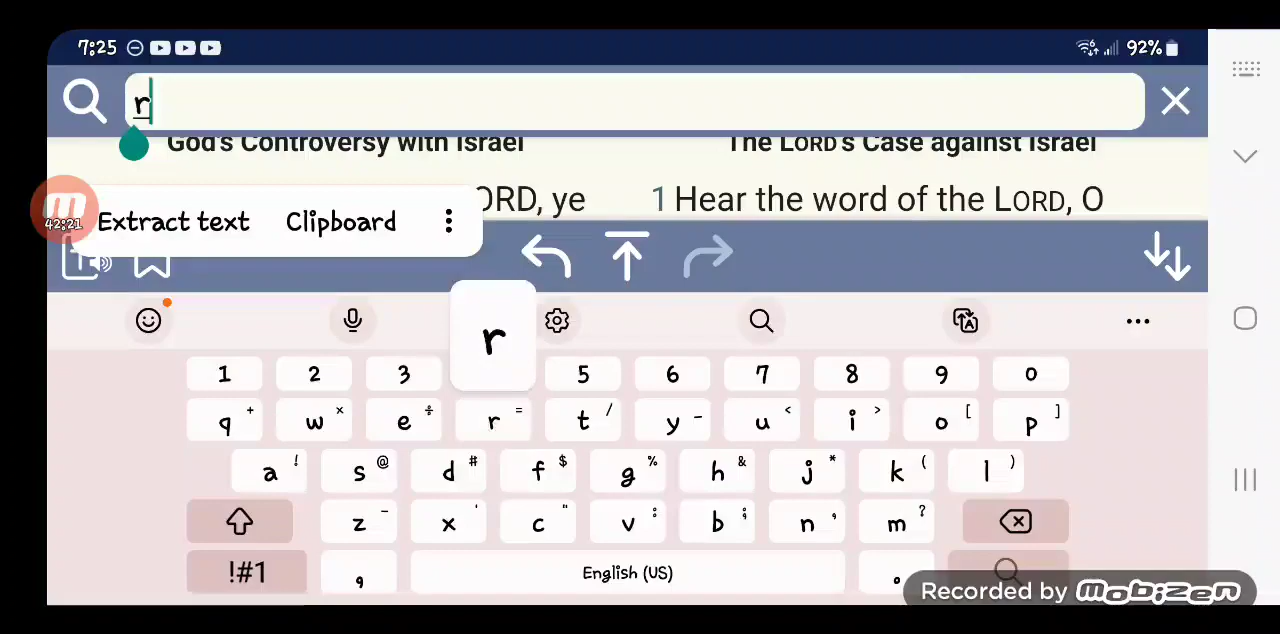 7:25 92%
r
God's Controversy with Israel The LORD's Case against Israel
ORD, ye 1 Hear the word of the LORD, O
42:21 Extract text Clipboard
r
1 2 3 5 6 7 8 9 0
q + w × e ÷ r = t / y - u < i > o [ p ]
a ! s @ d # f $ g % h & j * k ( l )
z - x ' c " v : b ; n , m ?
!#1 , English (US) .
Recorded by mobizen